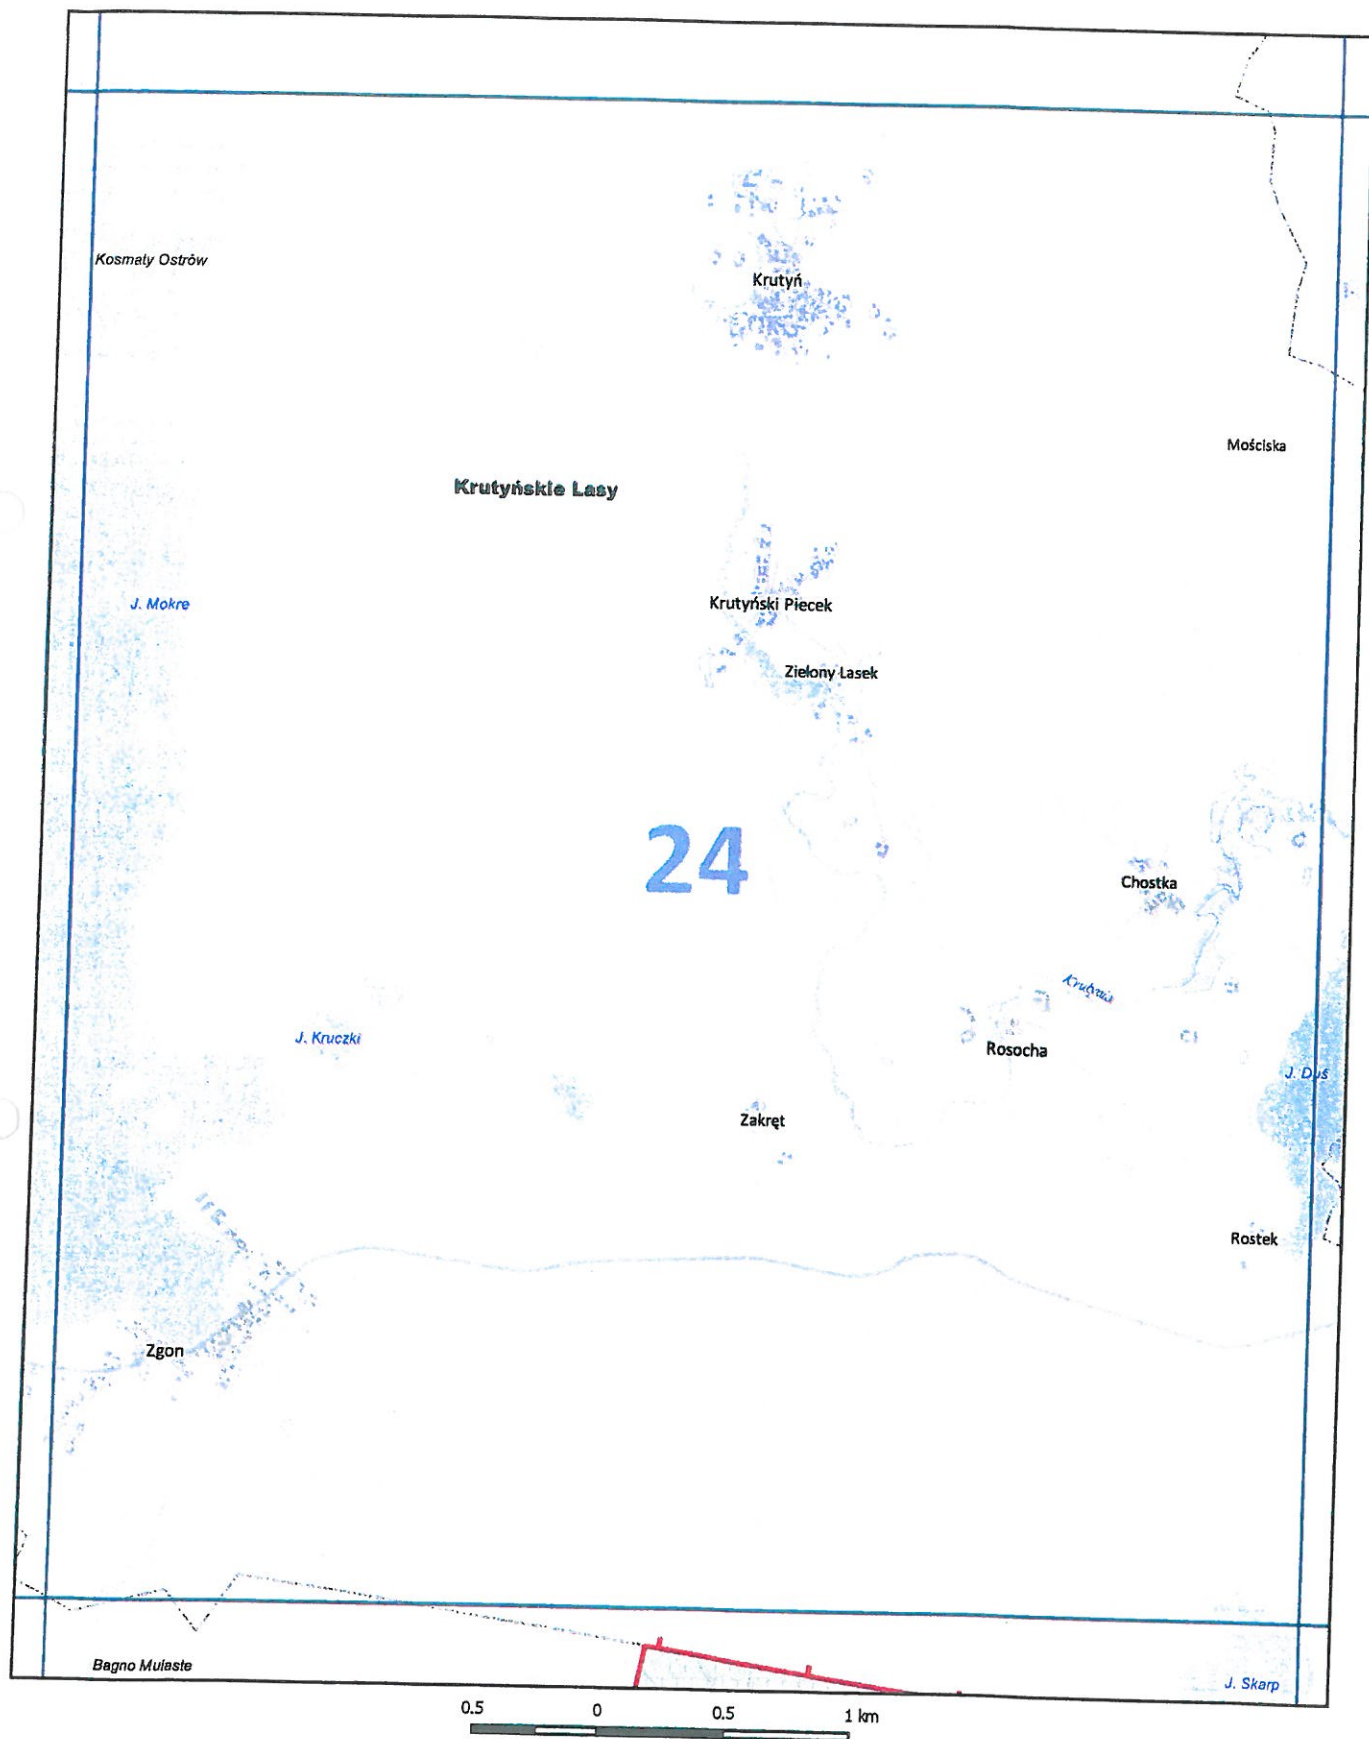 Kosmaty Ostrów
Krutyń
Mościska
Krutyńskie Lasy
J. Mokre
Krutyński Piecek
Zielony Lasek
24
Chostka
Krutynia
J. Kruczki
Rosocha
J. Duś
Zakręt
Rostek
Zgon
Bagno Mulaste
J. Skarp
0.5 0 0.5 1 km